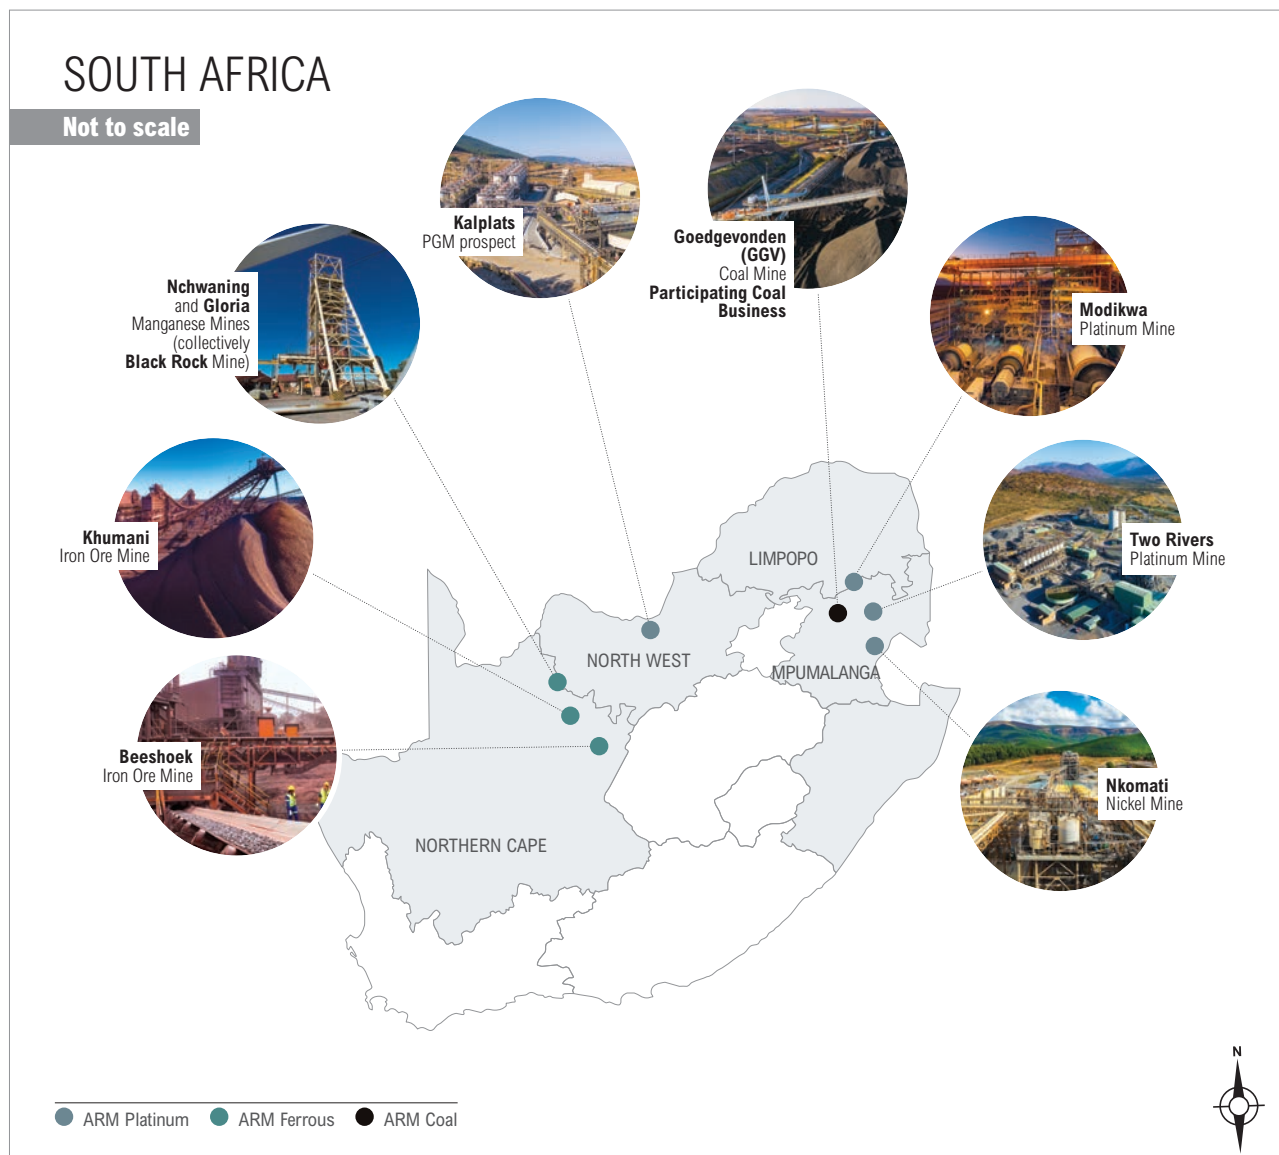 SOUTH AFRICA
Not to scale
Kalplats
PGM prospect
Goedgevonden
(GGV)
Coal Mine
Participating Coal
Business
Nchwaning
and Gloria
Manganese Mines
(collectively
Black Rock Mine)
Modikwa
Platinum Mine
Khumani
Iron Ore Mine
Two Rivers
Platinum Mine
Beeshoek
Iron Ore Mine
Nkomati
Nickel Mine
LIMPOPO
NORTH WEST
MPUMALANGA
NORTHERN CAPE
N
ARM Platinum
ARM Ferrous
ARM Coal